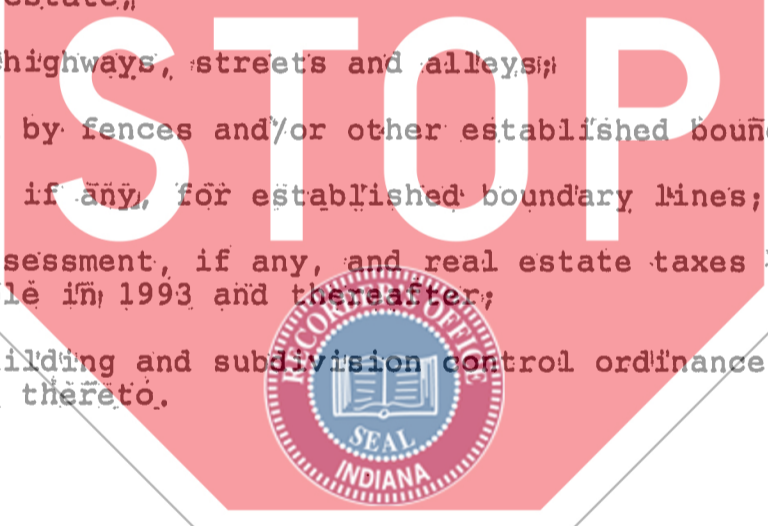 estate;
highways, streets and alleys;
by fences and/or other established
if any, for established boundary lines;
sessment, if any, and real estate taxes
le in 1993 and thereafter;
ilding and subdivision control ordinance
thereto.
STOP
RECORDER'S OFFICE
SEAL
INDIANA